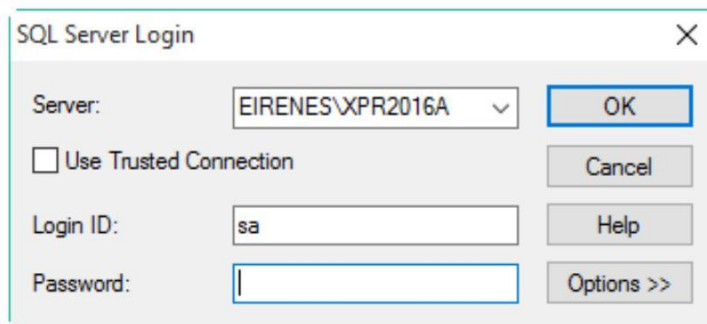 SQL Server Login
Server: EIRENES\XPR2016A OK
Use Trusted Connection Cancel
Login ID: sa Help
Password: Options >>